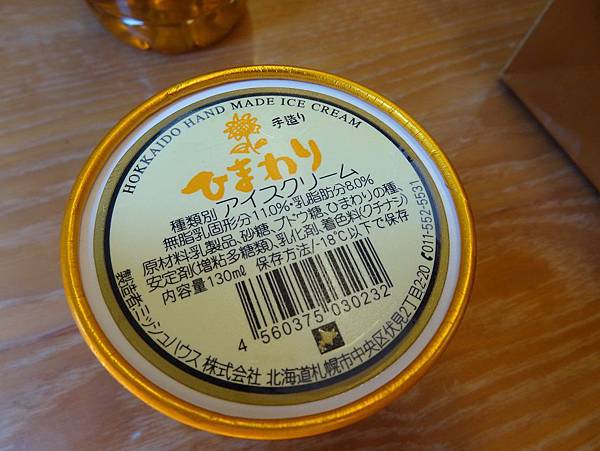 HOKKAIDO HAND MADE ICE CREAM
手造り
ひまわり
種類別 アイスクリーム
無脂乳固形分11.0%・乳脂肪分8.0%
原材料:乳製品、砂糖、ブドウ糖、ひまわりの種、
安定剤(増粘多糖類)、乳化剤、着色料(クチナシ)
内容量130㎖ 保存方法/-18℃以下で保存
4 560375 030232
製造者:ミッシュハウス 株式会社 北海道札幌市中央区伏見2丁目2-20 ✆011-552-5531